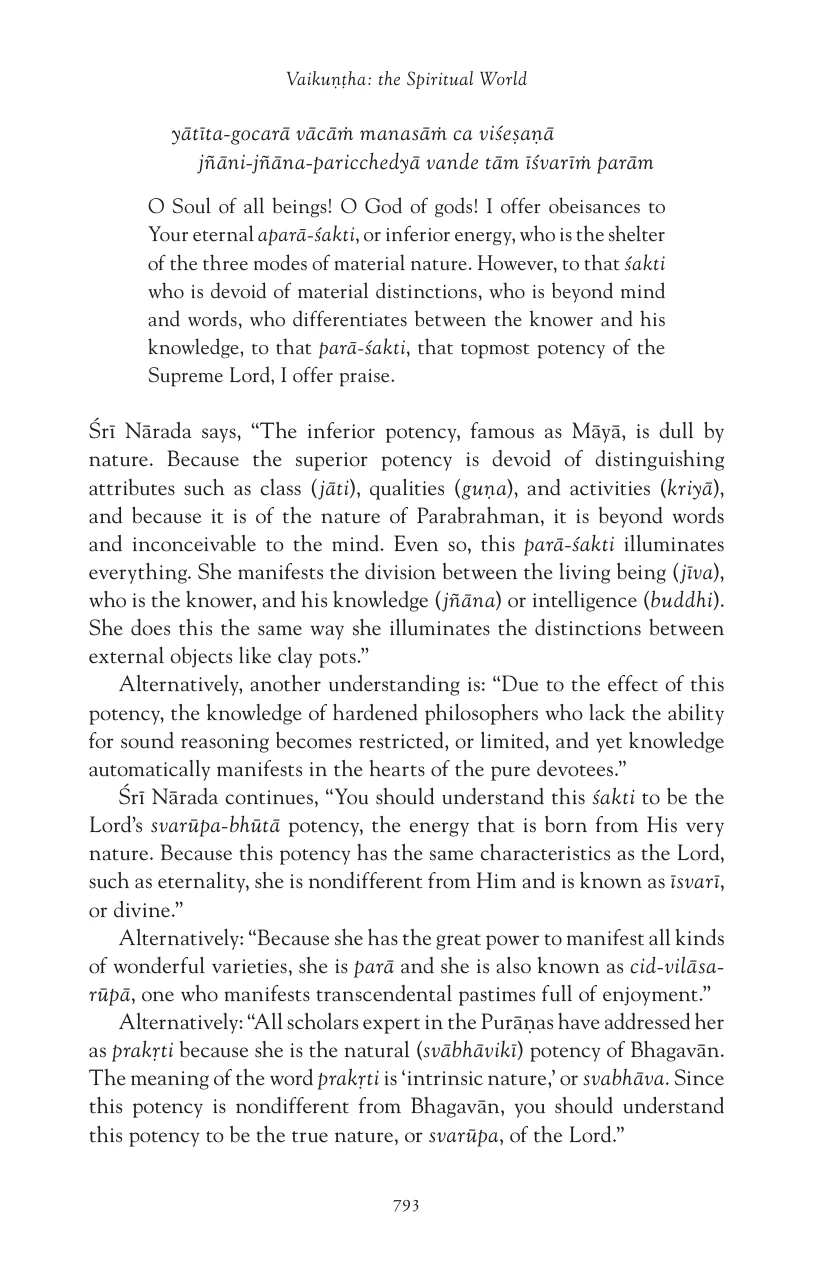 Vaikuṇṭha: the Spiritual World
yātīta-gocarā vācāṁ manasāṁ ca viśeṣaṇā
jñāni-jñāna-paricchedyā vande tām īśvarīṁ parām
O Soul of all beings! O God of gods! I offer obeisances to
Your eternal aparā-śakti, or inferior energy, who is the shelter
of the three modes of material nature. However, to that śakti
who is devoid of material distinctions, who is beyond mind
and words, who differentiates between the knower and his
knowledge, to that parā-śakti, that topmost potency of the
Supreme Lord, I offer praise.
Śrī Nārada says, “The inferior potency, famous as Māyā, is dull by
nature. Because the superior potency is devoid of distinguishing
attributes such as class (jāti), qualities (guṇa), and activities (kriyā),
and because it is of the nature of Parabrahman, it is beyond words
and inconceivable to the mind. Even so, this parā-śakti illuminates
everything. She manifests the division between the living being (jīva),
who is the knower, and his knowledge (jñāna) or intelligence (buddhi).
She does this the same way she illuminates the distinctions between
external objects like clay pots.”
Alternatively, another understanding is: “Due to the effect of this
potency, the knowledge of hardened philosophers who lack the ability
for sound reasoning becomes restricted, or limited, and yet knowledge
automatically manifests in the hearts of the pure devotees.”
Śrī Nārada continues, “You should understand this śakti to be the
Lord’s svarūpa-bhūtā potency, the energy that is born from His very
nature. Because this potency has the same characteristics as the Lord,
such as eternality, she is nondifferent from Him and is known as īsvarī,
or divine.”
Alternatively: “Because she has the great power to manifest all kinds
of wonderful varieties, she is parā and she is also known as cid-vilāsa-
rūpā, one who manifests transcendental pastimes full of enjoyment.”
Alternatively: “All scholars expert in the Purāṇas have addressed her
as prakṛti because she is the natural (svābhāvikī) potency of Bhagavān.
The meaning of the word prakṛti is ‘intrinsic nature,’ or svabhāva. Since
this potency is nondifferent from Bhagavān, you should understand
this potency to be the true nature, or svarūpa, of the Lord.”
793